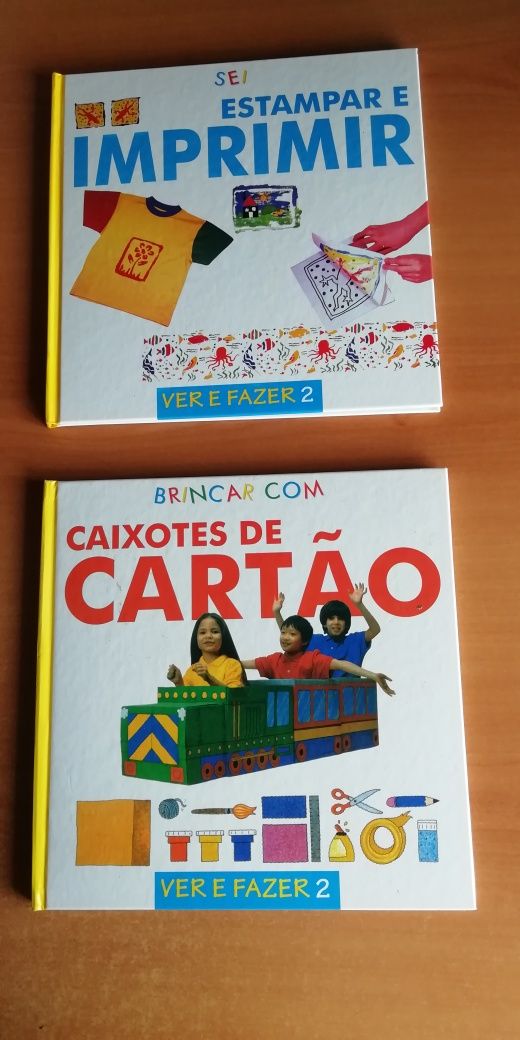 SEI
ESTAMPAR E
IMPRIMIR
VER E FAZER 2
BRINCAR COM
CAIXOTES DE
CARTÃO
VER E FAZER 2